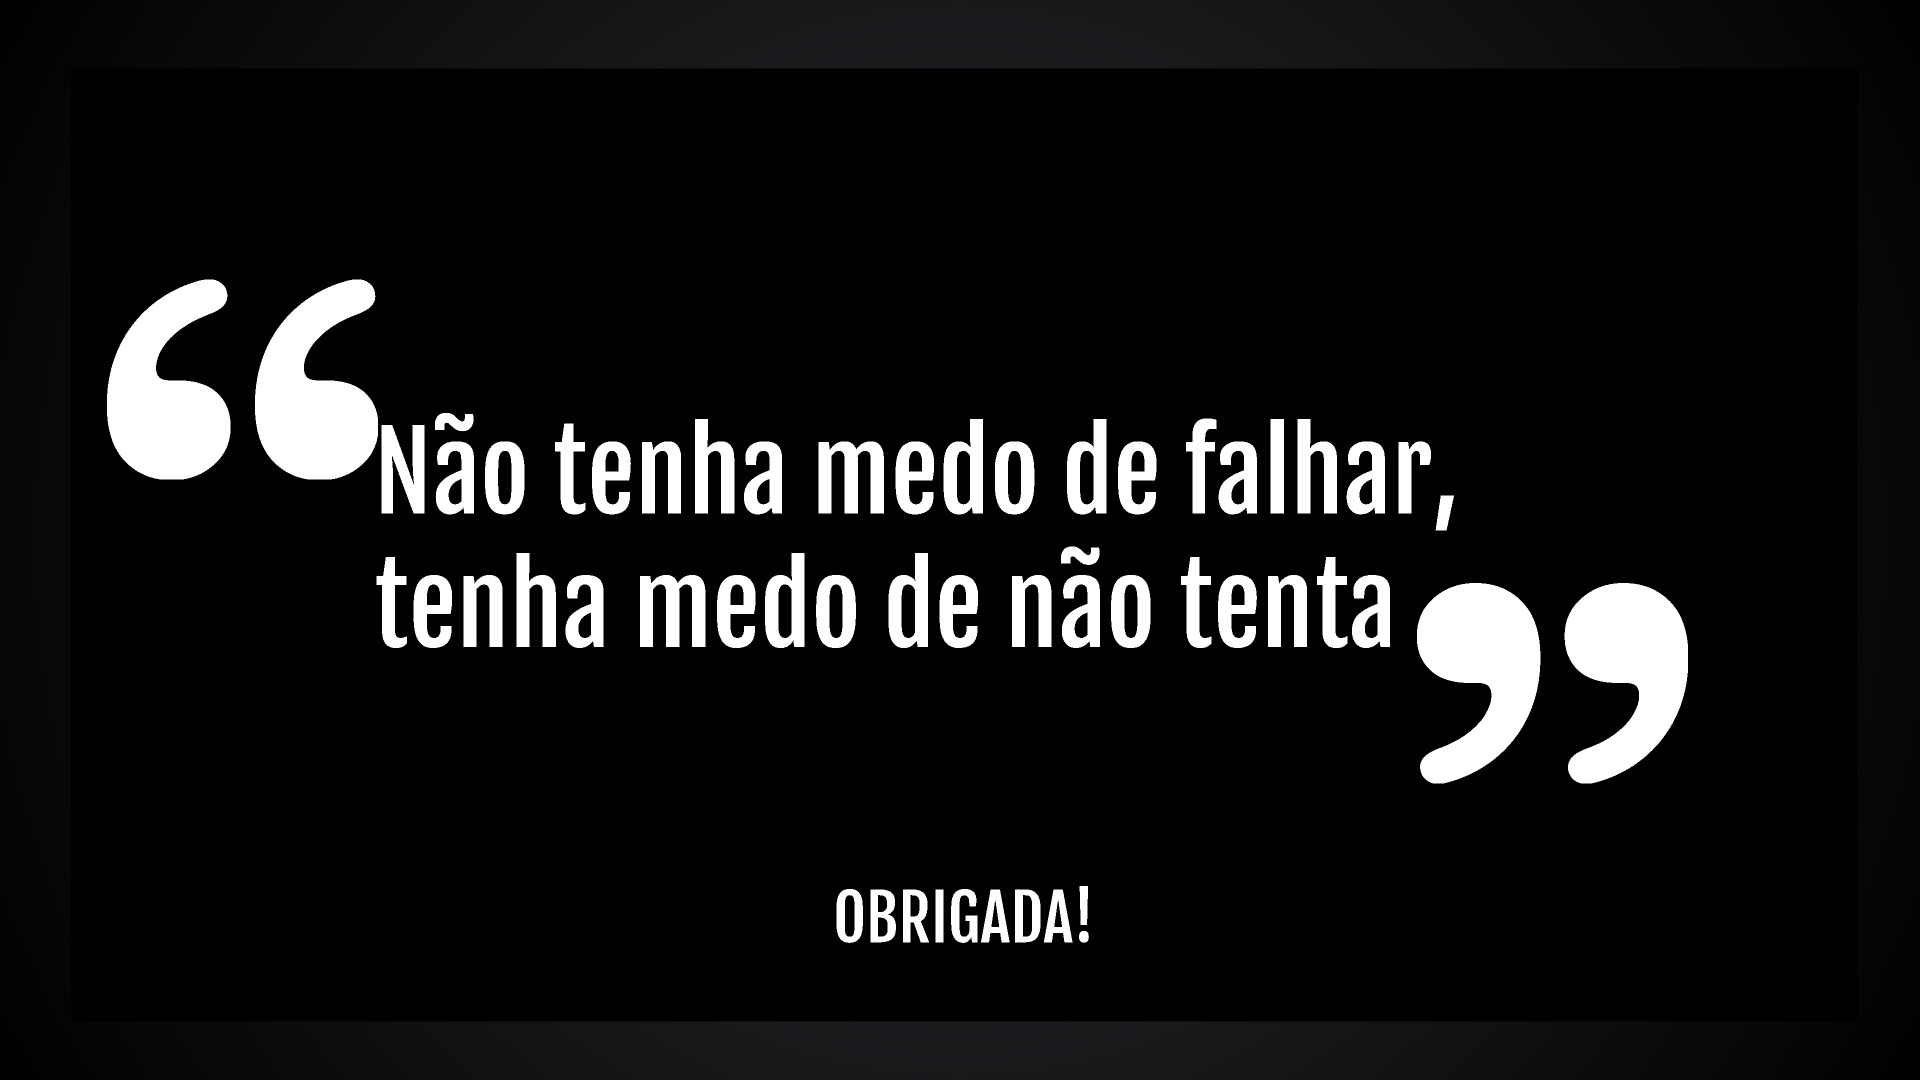 “Não tenha medo de falhar,
tenha medo de não tenta”
OBRIGADA!